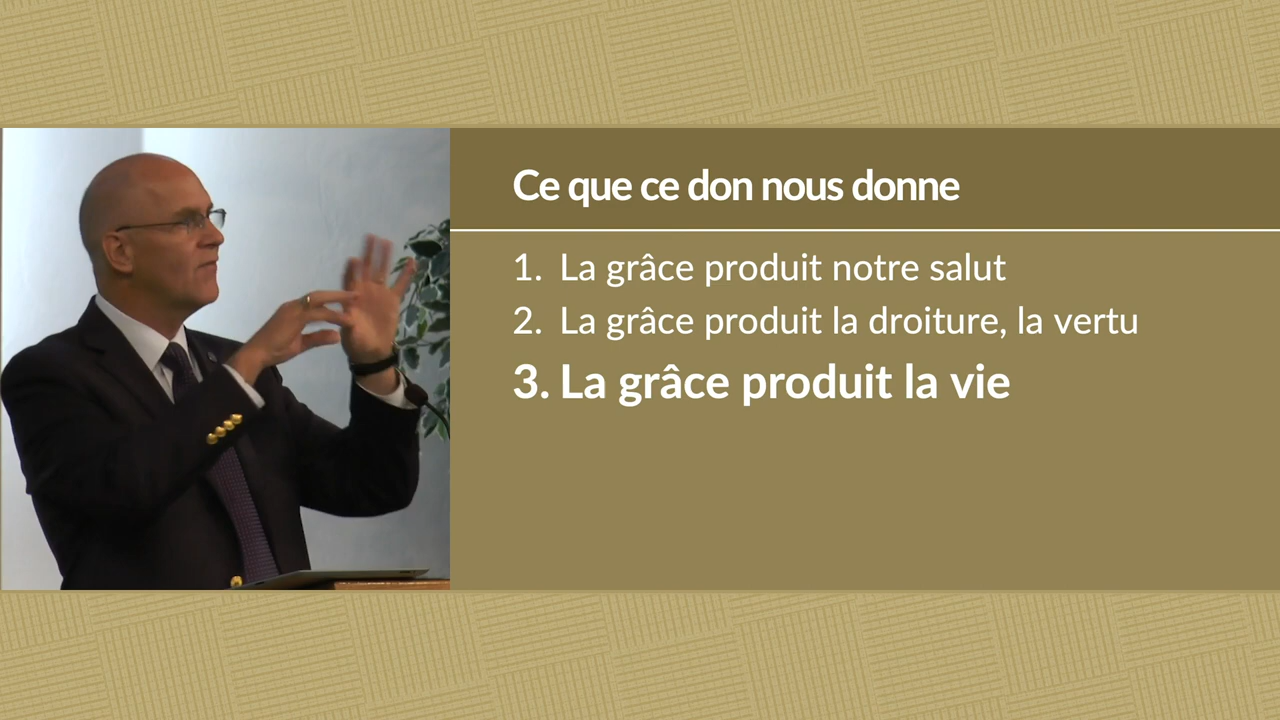 Ce que ce don nous donne
1. La grâce produit notre salut
2. La grâce produit la droiture, la vertu
3. La grâce produit la vie